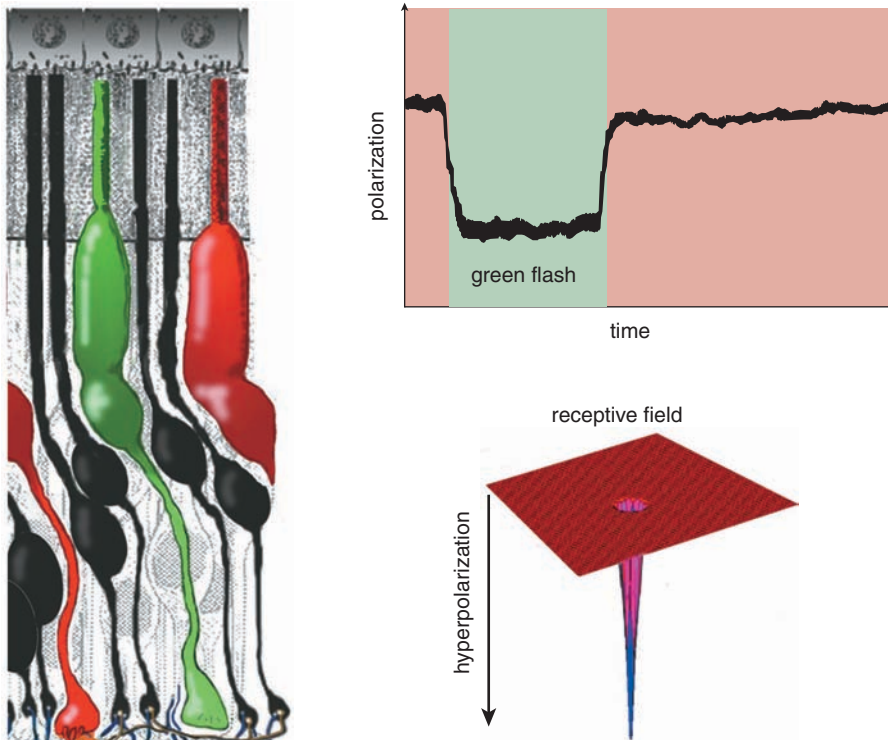 polarization
green flash
time
receptive field
hyperpolarization